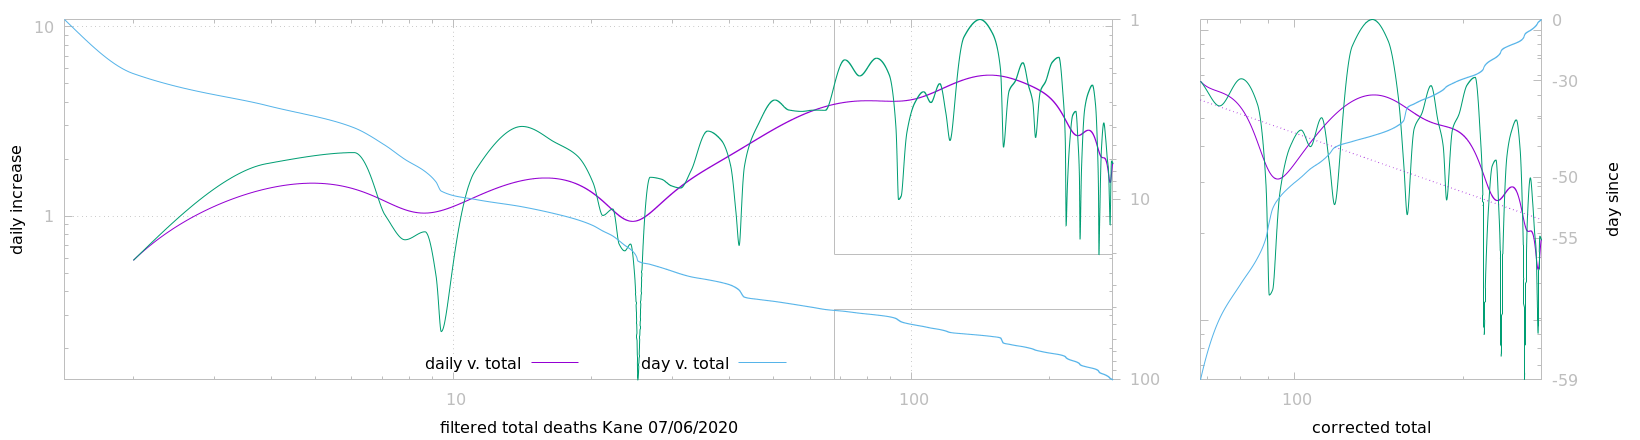 10
1
daily increase
daily v. total
day v. total
10
100
filtered total deaths Kane 07/06/2020
1
10
100
100
corrected total
0
-30
-50
-55
-59
day since